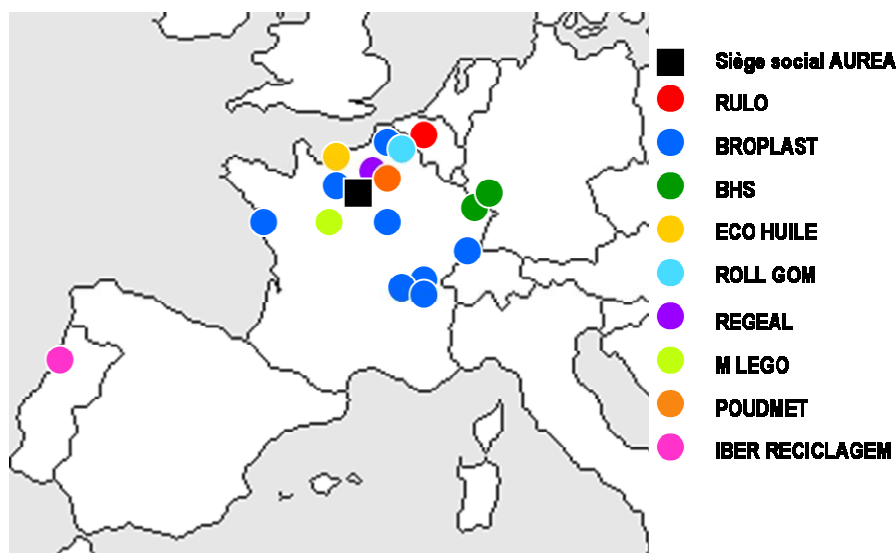 Siège social AUREA
RULO
BROPLAST
BHS
ECO HUILE
ROLL GOM
REGEAL
M LEGO
POUDMET
IBER RECICLAGEM